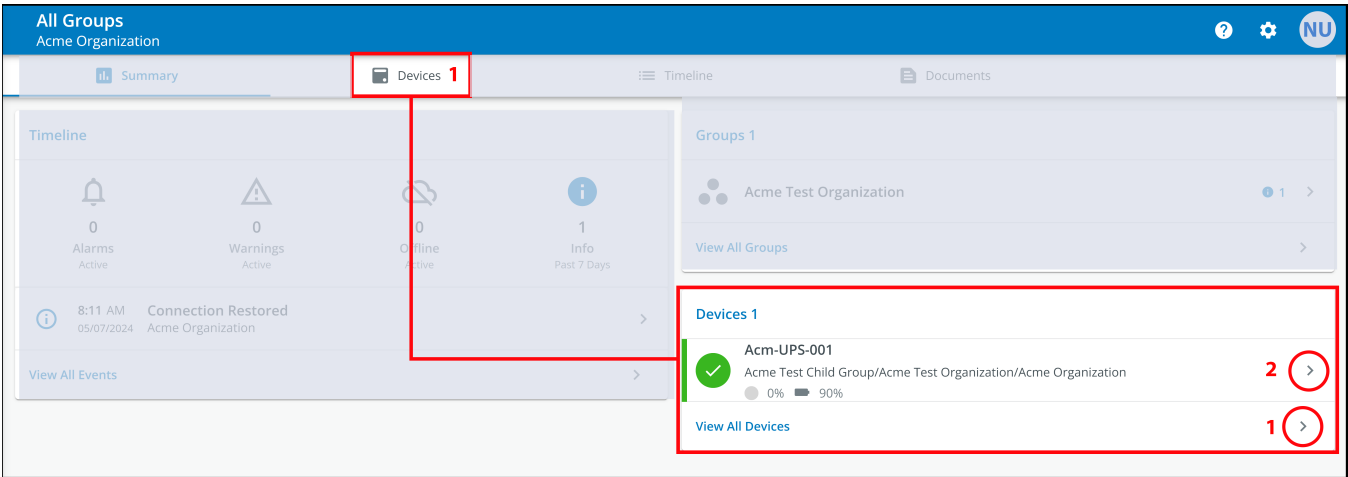 All Groups
Acme Organization
NU
Summary
Devices 1
Timeline
Documents
Timeline
0
Alarms
Active
0
Warnings
Active
0
Offline
Active
1
Info
Past 7 Days
8:11 AM Connection Restored
05/07/2024 Acme Organization
View All Events
Groups 1
Acme Test Organization 1
View All Groups
Devices 1
Acm-UPS-001
Acme Test Child Group/Acme Test Organization/Acme Organization
0% 90%
2
View All Devices 1